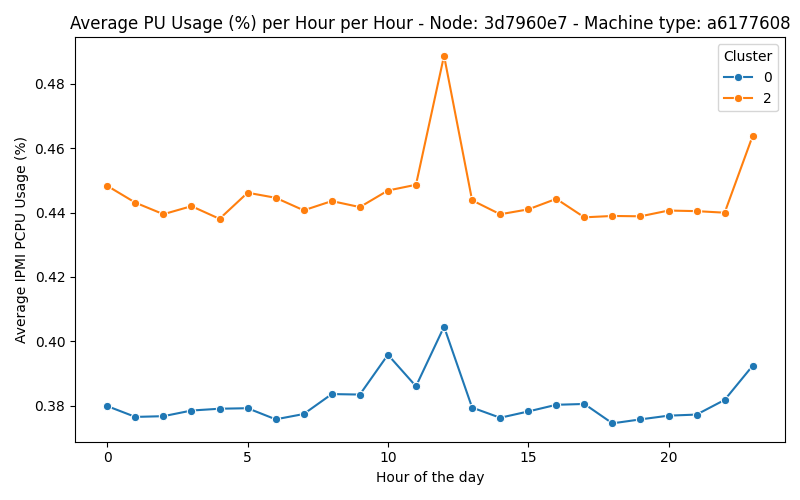 Average PU Usage (%) per Hour per Hour - Node: 3d7960e7 - Machine type: a6177608
Cluster
0
2
Average IPMI PCPU Usage (%)
0.48
0.46
0.44
0.42
0.40
0.38
0 5 10 15 20
Hour of the day